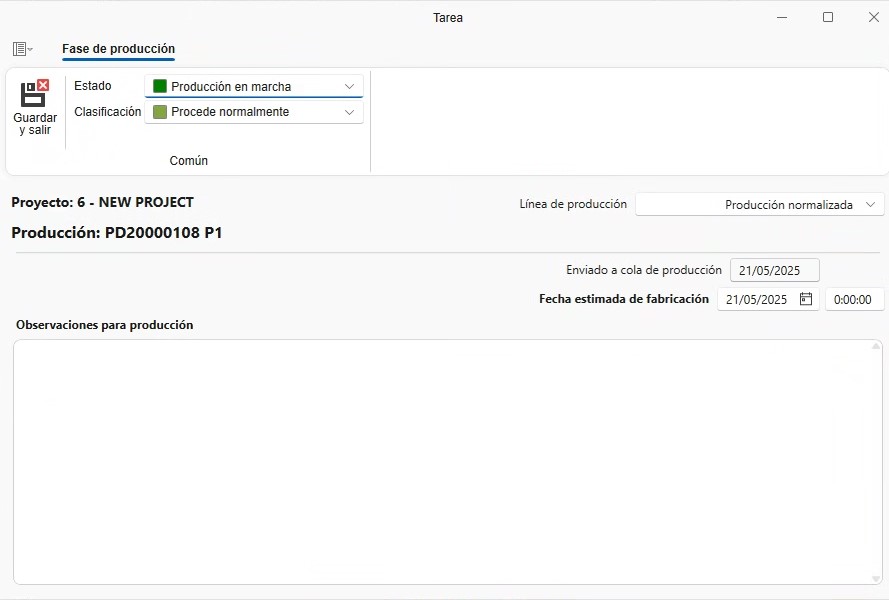 Tarea
Fase de producción
Guardar
y salir
Estado
Producción en marcha
Clasificación
Procede normalmente
Común
Proyecto: 6 - NEW PROJECT
Línea de producción
Producción normalizada
Producción: PD20000108 P1
Enviado a cola de producción
21/05/2025
Fecha estimada de fabricación
21/05/2025
0:00:00
Observaciones para producción